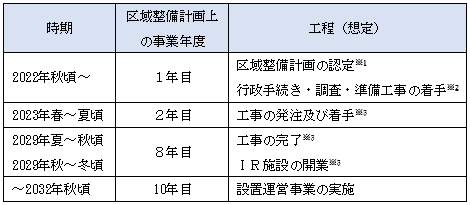 時期
区域整備計画上
の事業年度
工程（想定）
2022年秋頃～
１年目
区域整備計画の認定※1
行政手続き・調査・準備工事の着手※2
2023年春～夏頃
２年目
工事の発注及び着手※3
2029年夏～秋頃
2029年秋～冬頃
８年目
工事の完了※3
ＩＲ施設の開業※3
～2032年秋頃
10年目
設置運営事業の実施